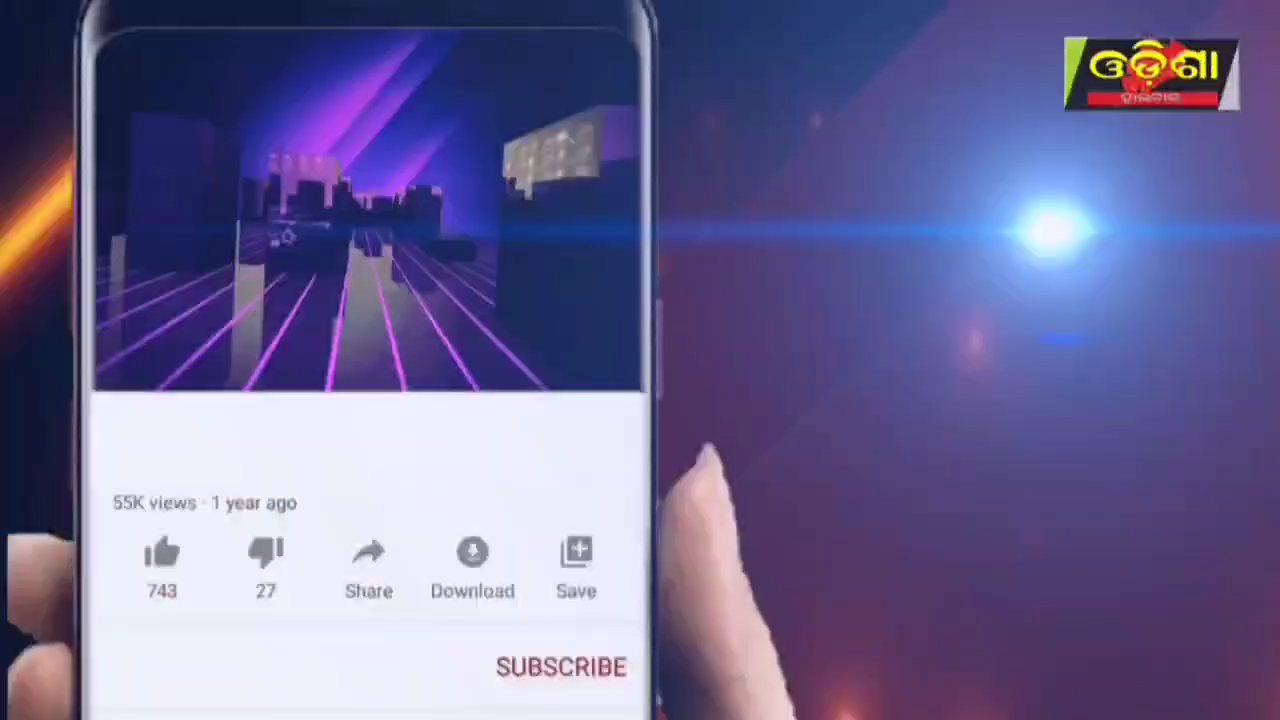 ଓଡ଼ିଶା
55K views · 1 year ago
743
27
Share
Download
Save
SUBSCRIBE